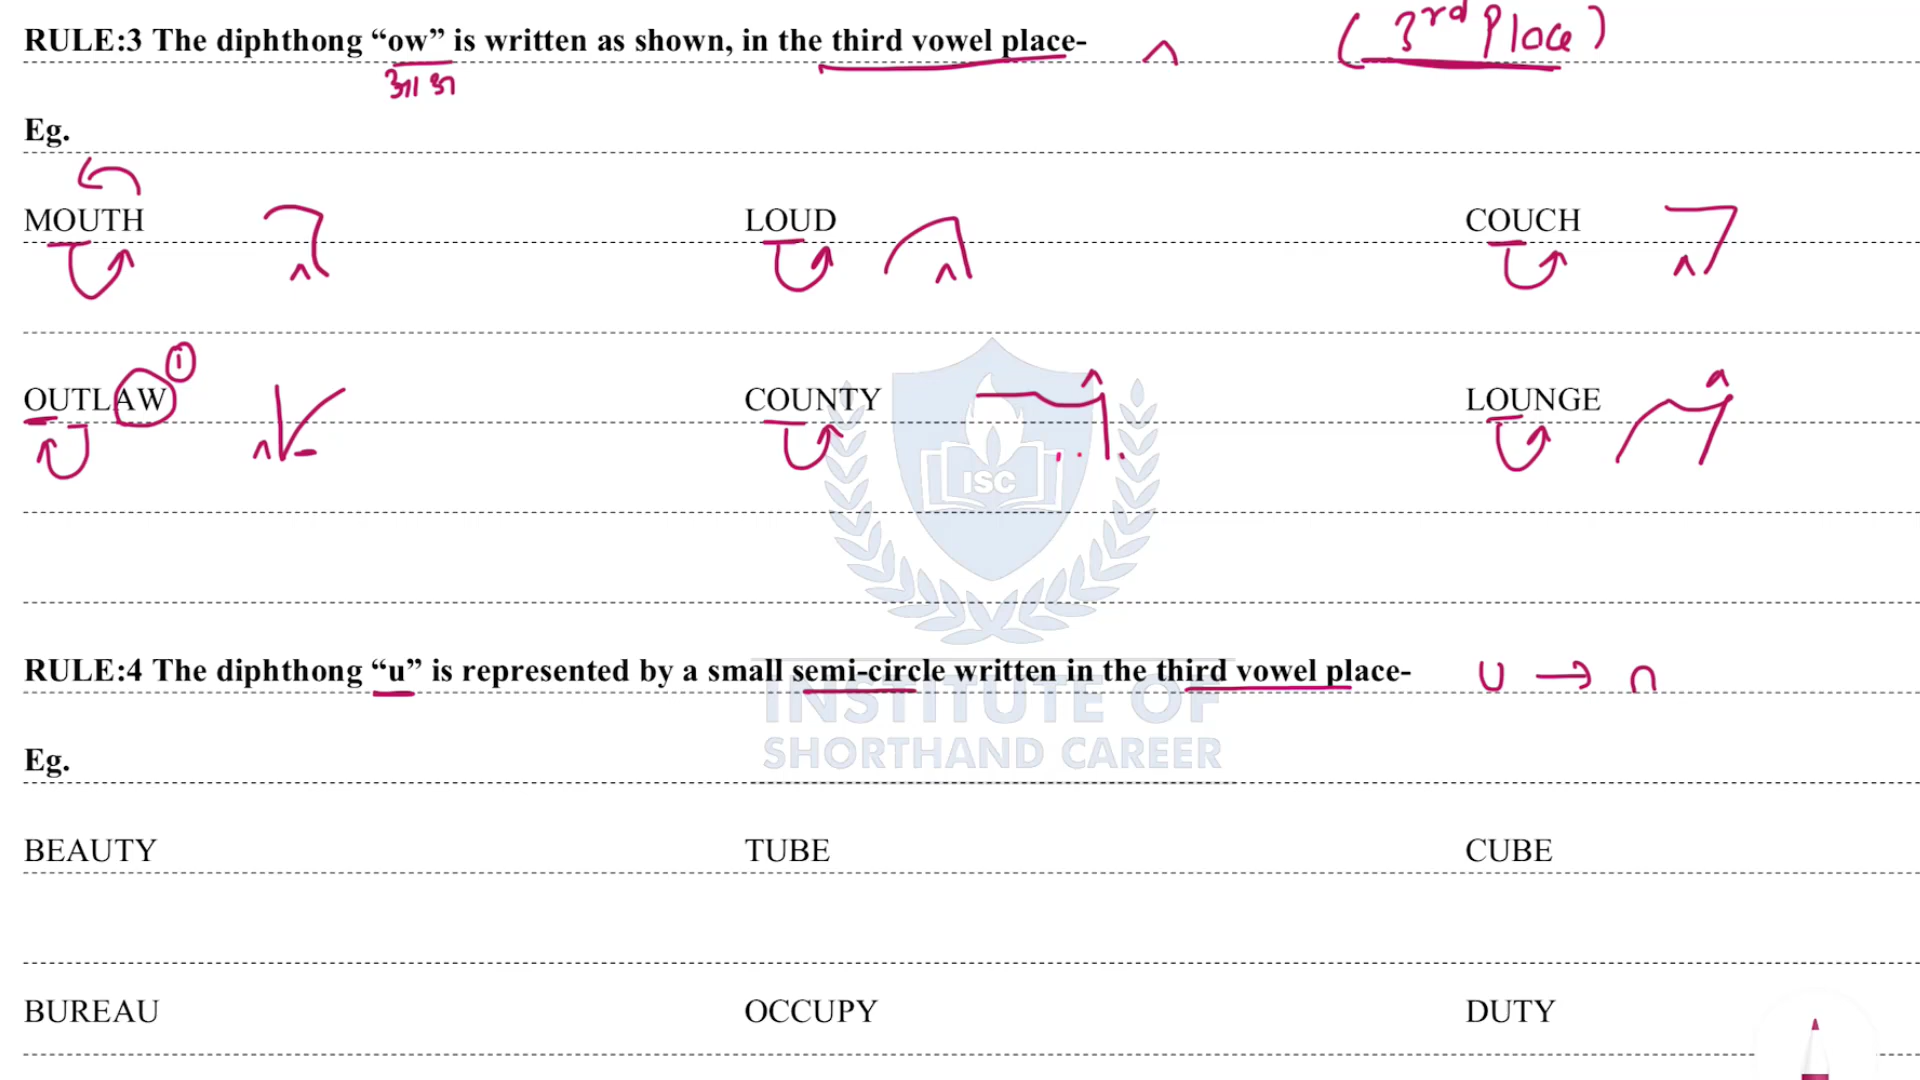 RULE:3 The diphthong “ow” is written as shown, in the third vowel place- ^ (3rd Place)
आ उ
Eg.
MOUTH LOUD COUCH
OUTLAW 1 COUNTY LOUNGE
ISC
RULE:4 The diphthong “u” is represented by a small semi-circle written in the third vowel place- U → n
INSTITUTE OF
SHORTHAND CAREER
Eg.
BEAUTY TUBE CUBE
BUREAU OCCUPY DUTY